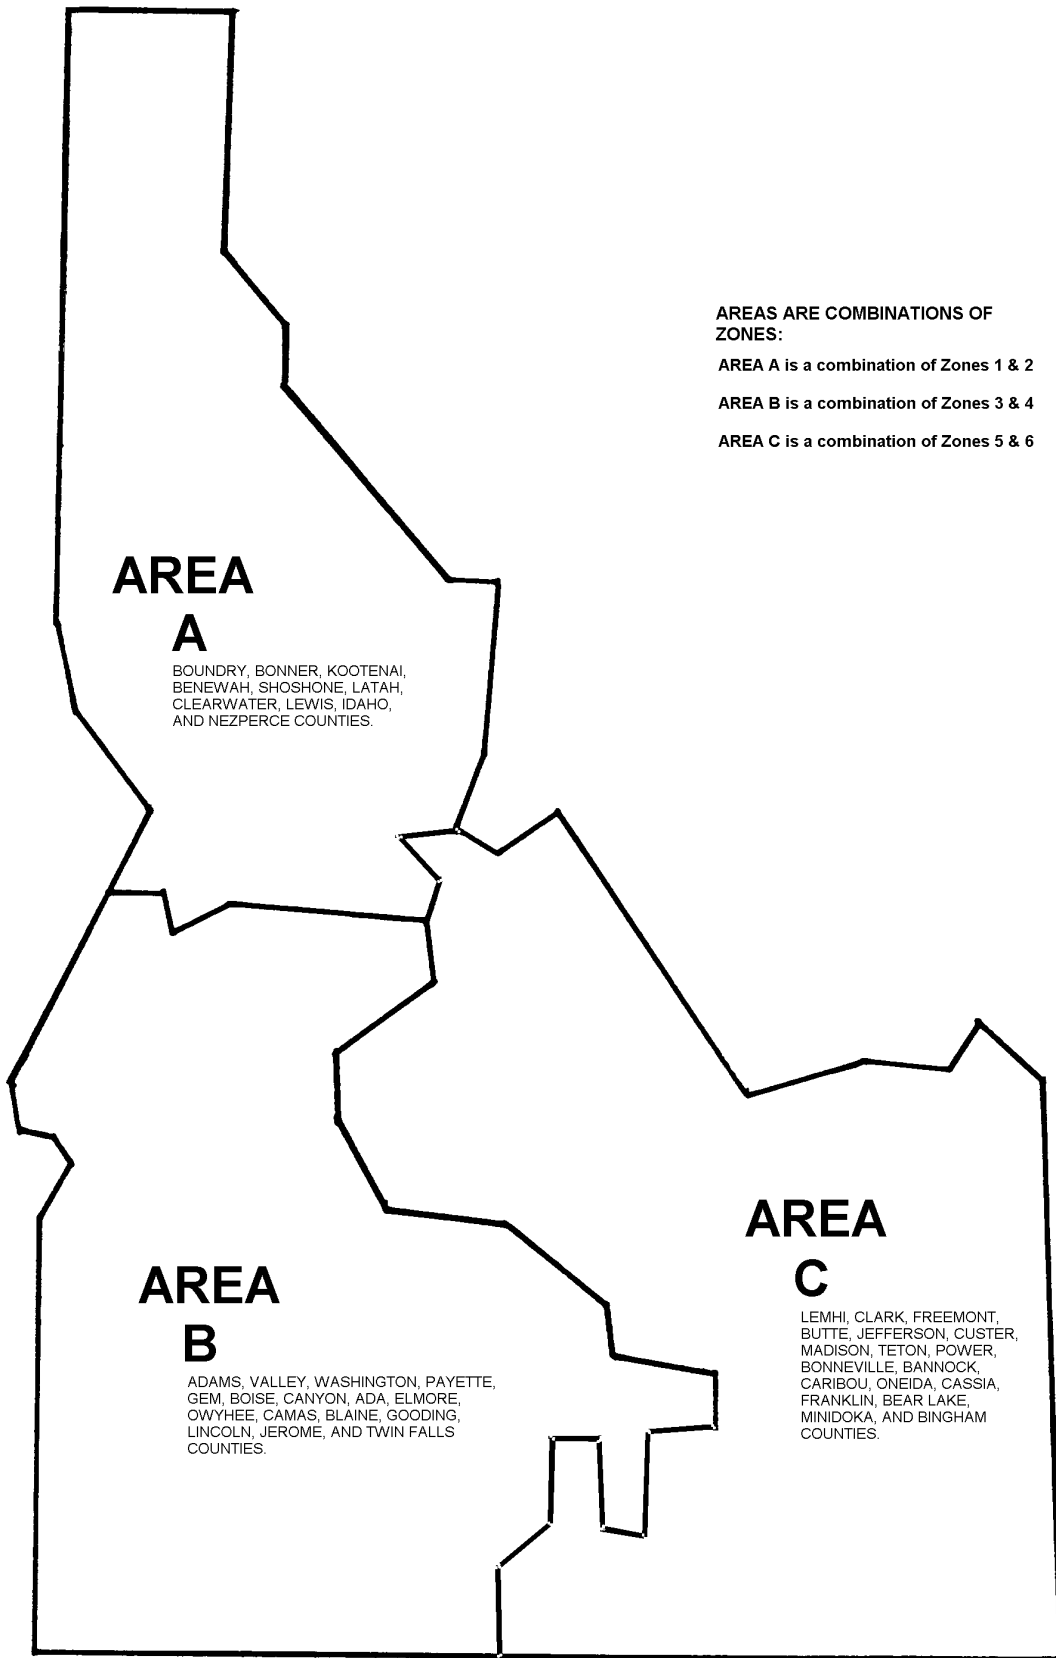 AREAS ARE COMBINATIONS OF
ZONES:
AREA A is a combination of Zones 1 & 2
AREA B is a combination of Zones 3 & 4
AREA C is a combination of Zones 5 & 6
AREA
A
BOUNDRY, BONNER, KOOTENAI,
BENEWAH, SHOSHONE, LATAH,
CLEARWATER, LEWIS, IDAHO,
AND NEZPERCE COUNTIES.
AREA
B
ADAMS, VALLEY, WASHINGTON, PAYETTE,
GEM, BOISE, CANYON, ADA, ELMORE,
OWYHEE, CAMAS, BLAINE, GOODING,
LINCOLN, JEROME, AND TWIN FALLS
COUNTIES.
AREA
C
LEMHI, CLARK, FREEMONT,
BUTTE, JEFFERSON, CUSTER,
MADISON, TETON, POWER,
BONNEVILLE, BANNOCK,
CARIBOU, ONEIDA, CASSIA,
FRANKLIN, BEAR LAKE,
MINIDOKA, AND BINGHAM
COUNTIES.